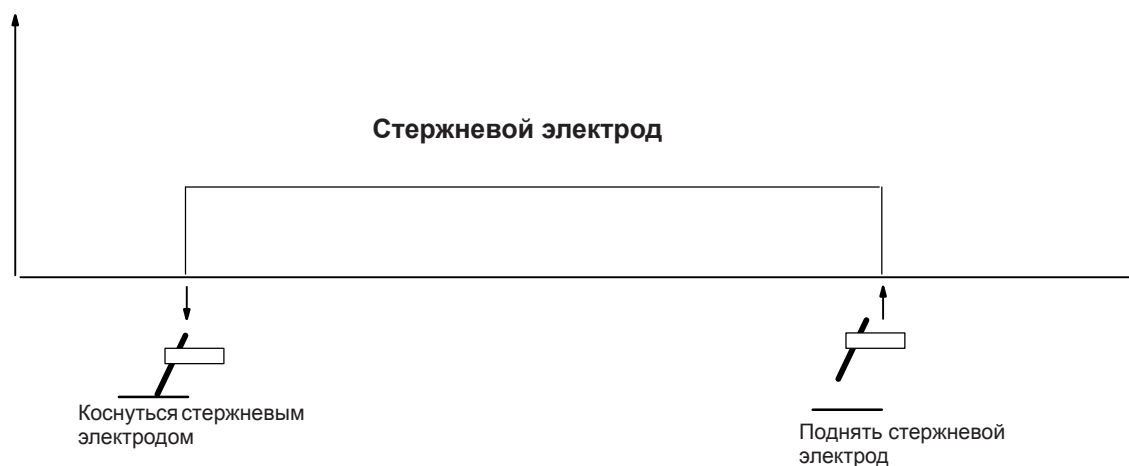 Стержневой электрод
Коснуться стержневым
электродом
Поднять стержневой
электрод